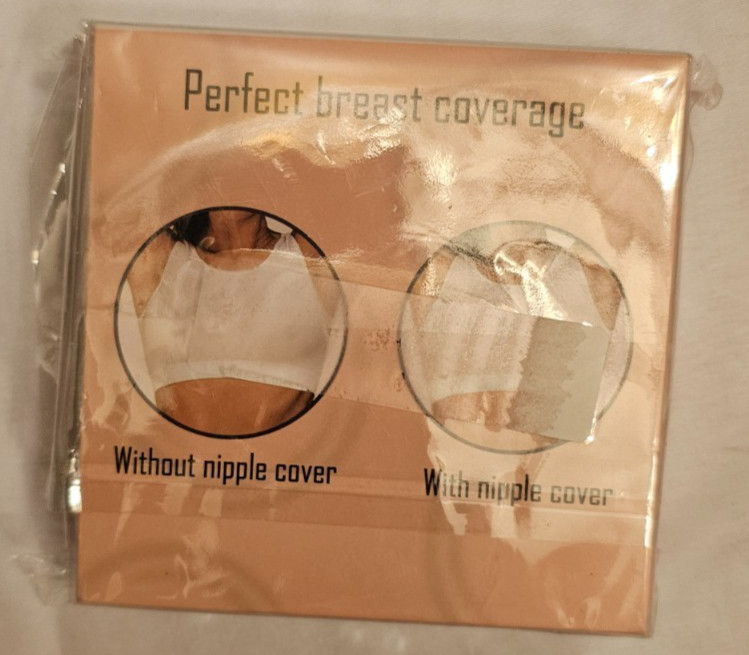 Perfect breast coverage
Without nipple cover
With nipple cover